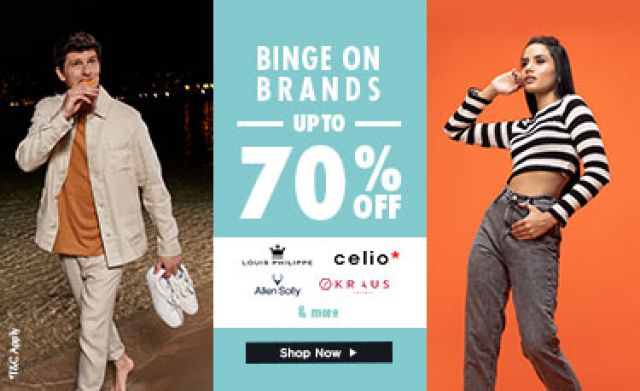 BINGE ON
BRANDS
UPTO
70% OFF
LOUIS PHILIPPE
celio*
Allen Solly
KRAUS
& more
Shop Now
*T&C Apply